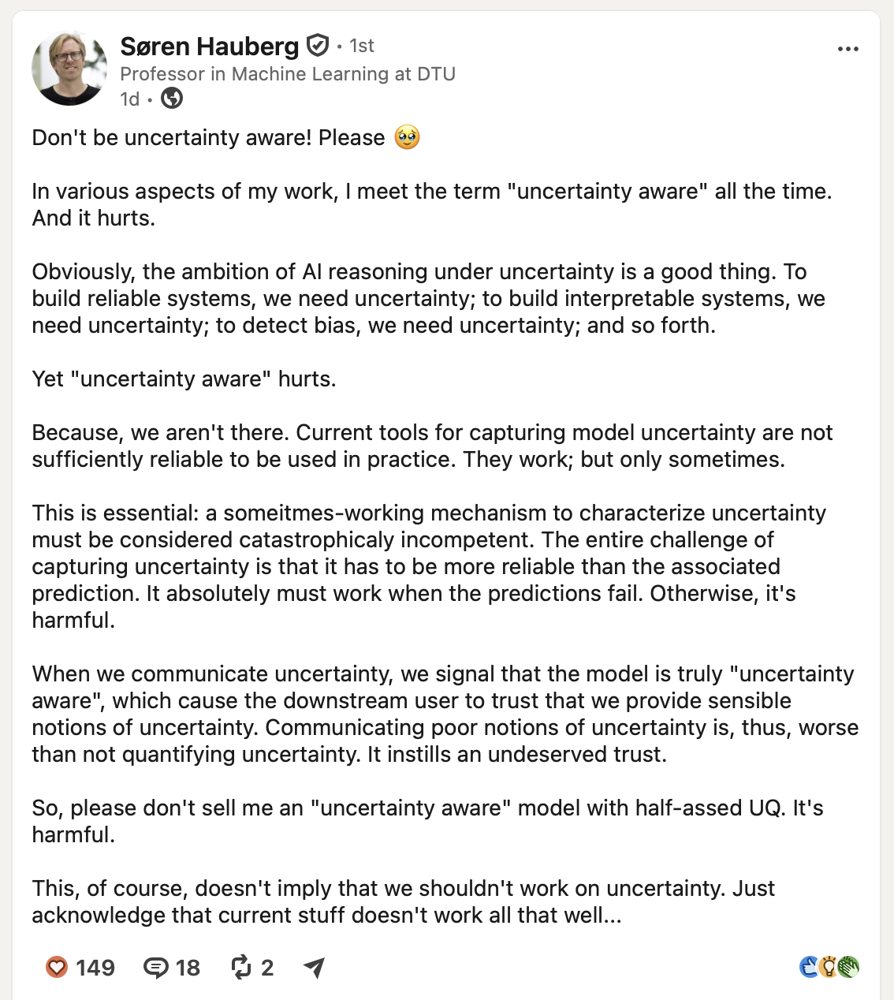 Søren Hauberg • 1st
Professor in Machine Learning at DTU
1d •
Don't be uncertainty aware! Please 🥹
In various aspects of my work, I meet the term "uncertainty aware" all the time.
And it hurts.
Obviously, the ambition of AI reasoning under uncertainty is a good thing. To
build reliable systems, we need uncertainty; to build interpretable systems, we
need uncertainty; to detect bias, we need uncertainty; and so forth.
Yet "uncertainty aware" hurts.
Because, we aren't there. Current tools for capturing model uncertainty are not
sufficiently reliable to be used in practice. They work; but only sometimes.
This is essential: a someitmes-working mechanism to characterize uncertainty
must be considered catastrophicaly incompetent. The entire challenge of
capturing uncertainty is that it has to be more reliable than the associated
prediction. It absolutely must work when the predictions fail. Otherwise, it's
harmful.
When we communicate uncertainty, we signal that the model is truly "uncertainty
aware", which cause the downstream user to trust that we provide sensible
notions of uncertainty. Communicating poor notions of uncertainty is, thus, worse
than not quantifying uncertainty. It instills an undeserved trust.
So, please don't sell me an "uncertainty aware" model with half-assed UQ. It's
harmful.
This, of course, doesn't imply that we shouldn't work on uncertainty. Just
acknowledge that current stuff doesn't work all that well...
149 18 2